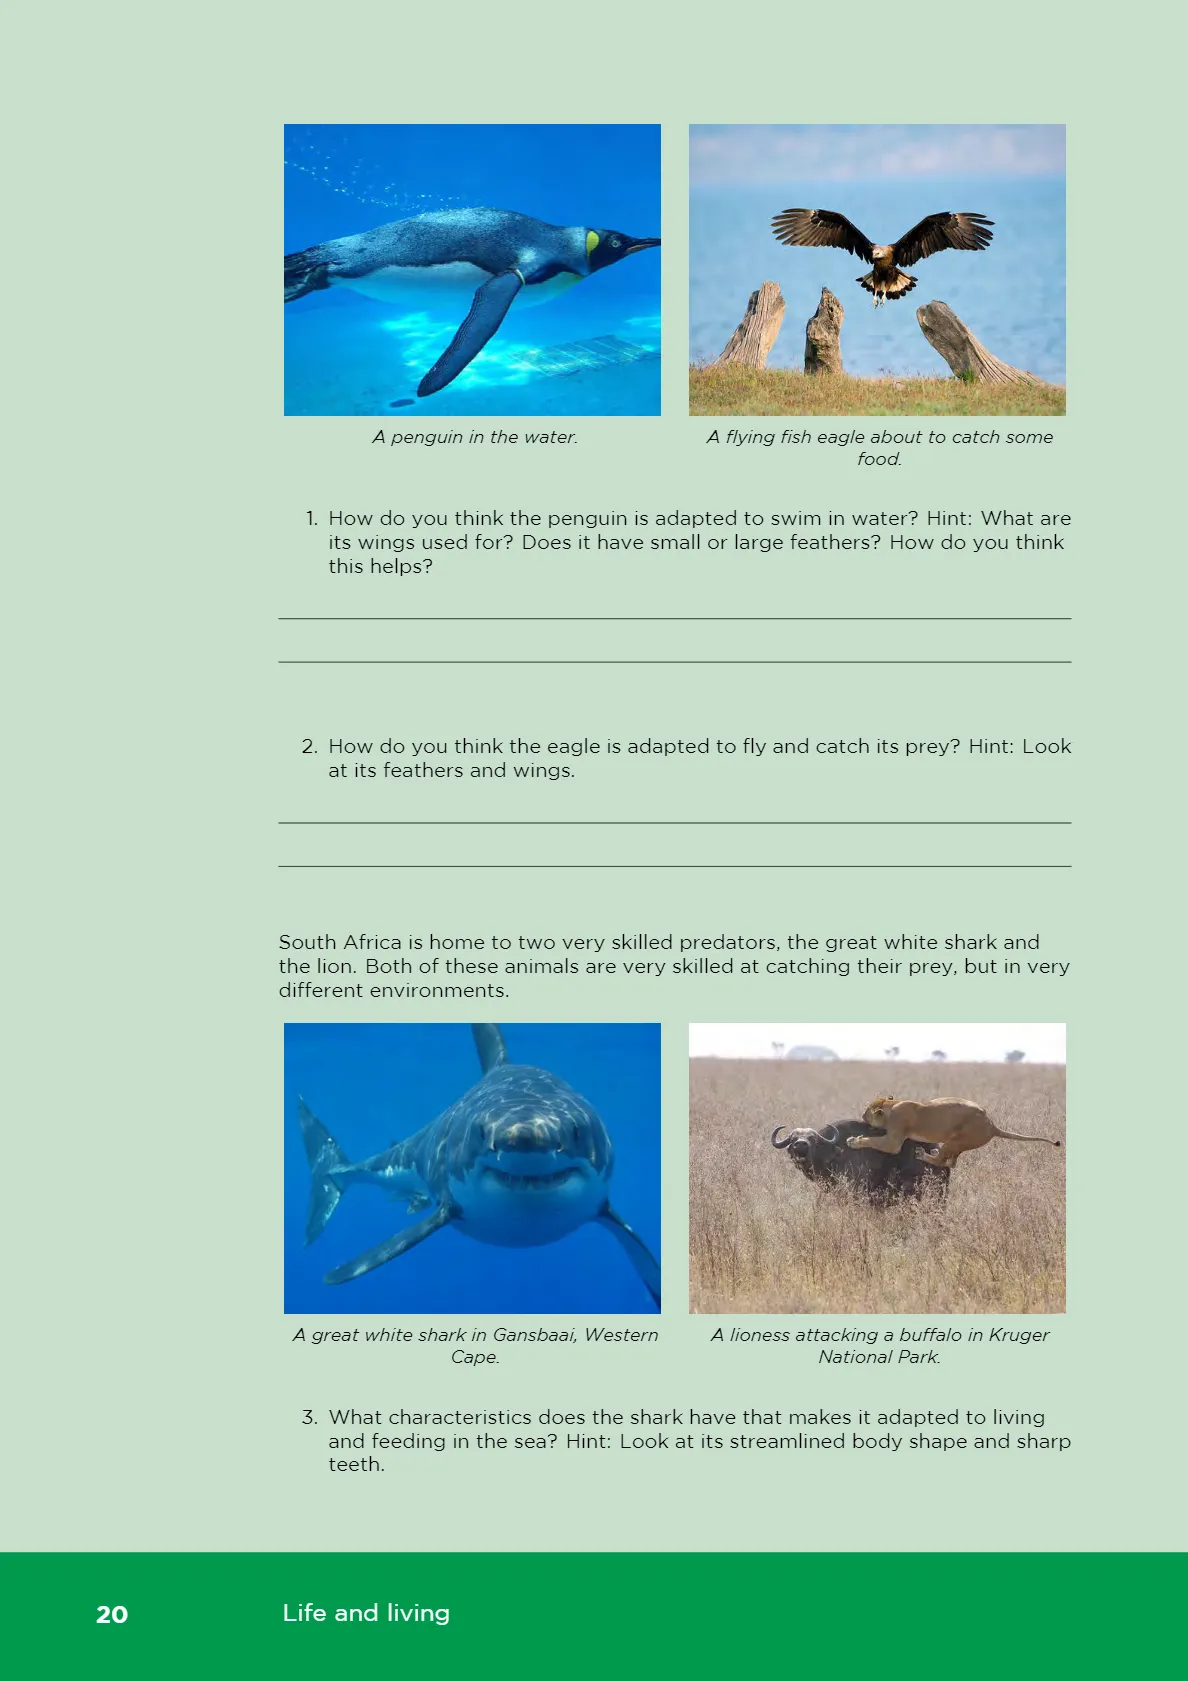 A penguin in the water.
A flying fish eagle about to catch some
food.
1. How do you think the penguin is adapted to swim in water? Hint: What are
its wings used for? Does it have small or large feathers? How do you think
this helps?
2. How do you think the eagle is adapted to fly and catch its prey? Hint: Look
at its feathers and wings.
South Africa is home to two very skilled predators, the great white shark and
the lion. Both of these animals are very skilled at catching their prey, but in very
different environments.
A great white shark in Gansbaai, Western
Cape.
A lioness attacking a buffalo in Kruger
National Park.
3. What characteristics does the shark have that makes it adapted to living
and feeding in the sea? Hint: Look at its streamlined body shape and sharp
teeth.
20
Life and living